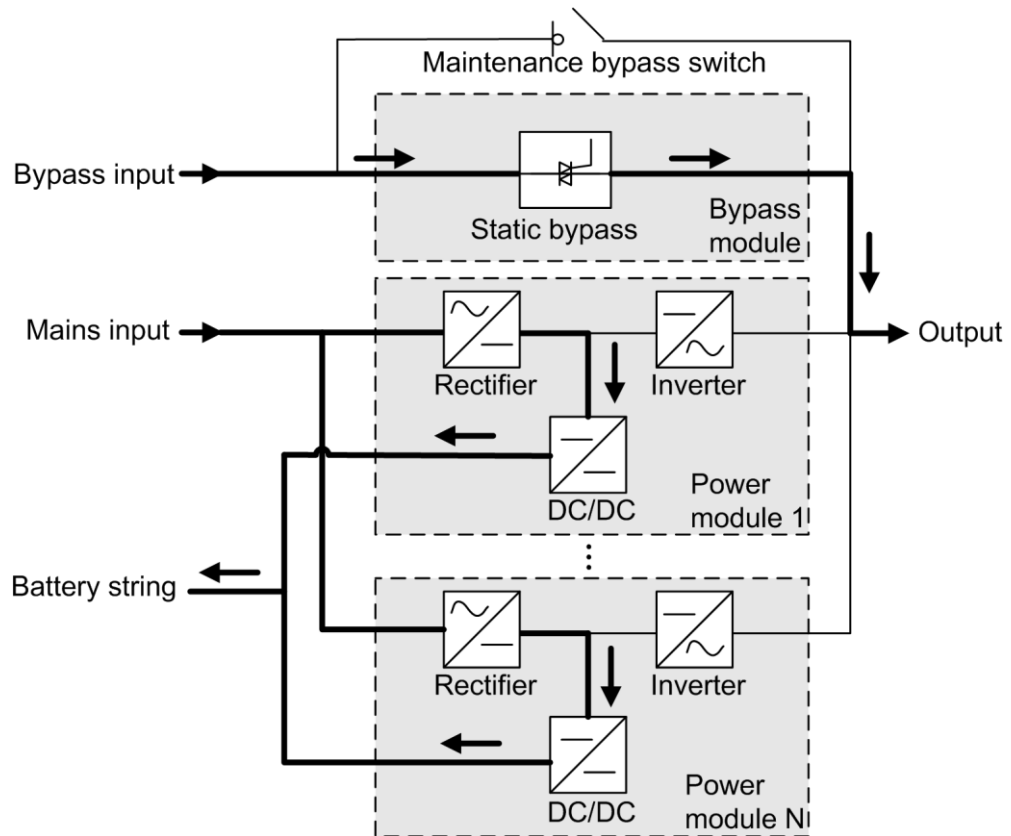 Maintenance bypass switch
Bypass input
Static bypass
Bypass
module
Mains input
Rectifier
Inverter
Output
DC/DC
Power
module 1
Battery string
Rectifier
Inverter
DC/DC
Power
module N